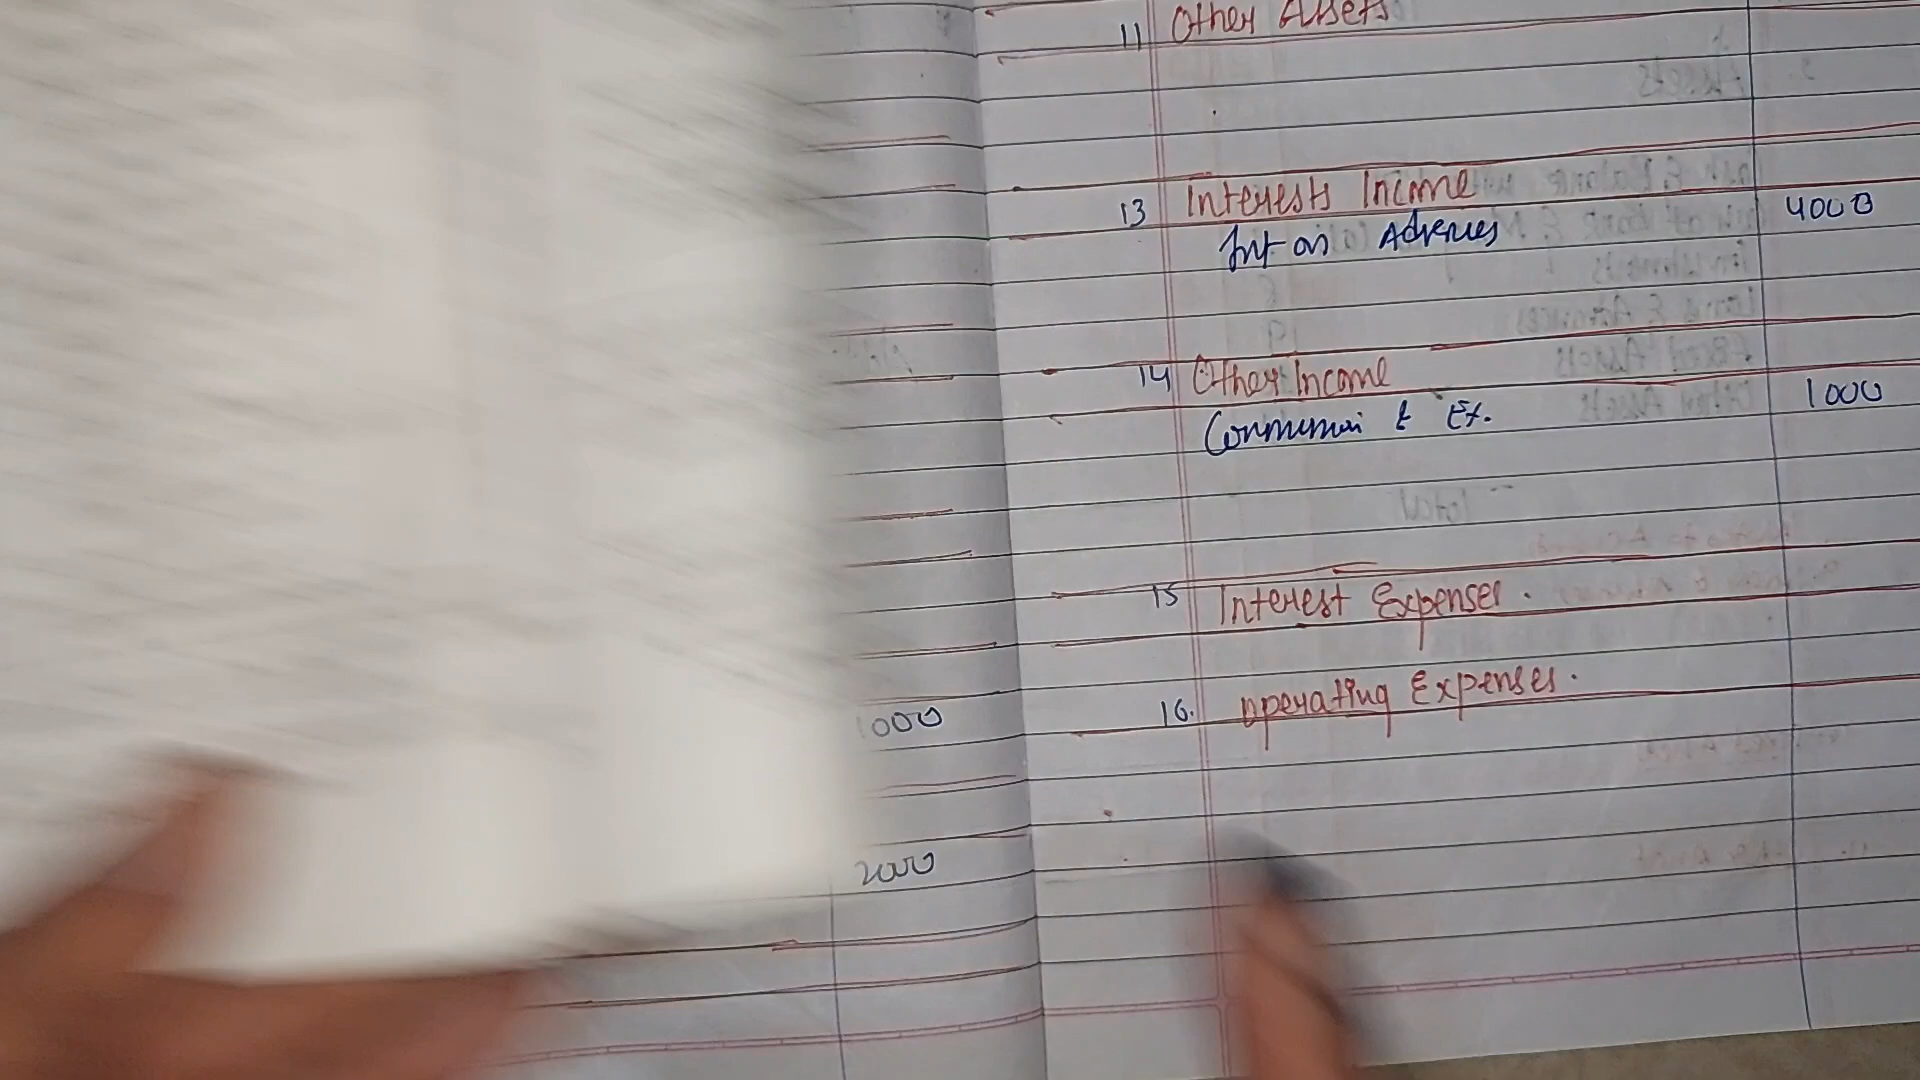 1000
2000
11 Other Assets
13 Interests Income
Int on Advances 4000
14 Other Income
Commission & Ex. 1000
15 Interest Expenses.
16. Operating Expenses.